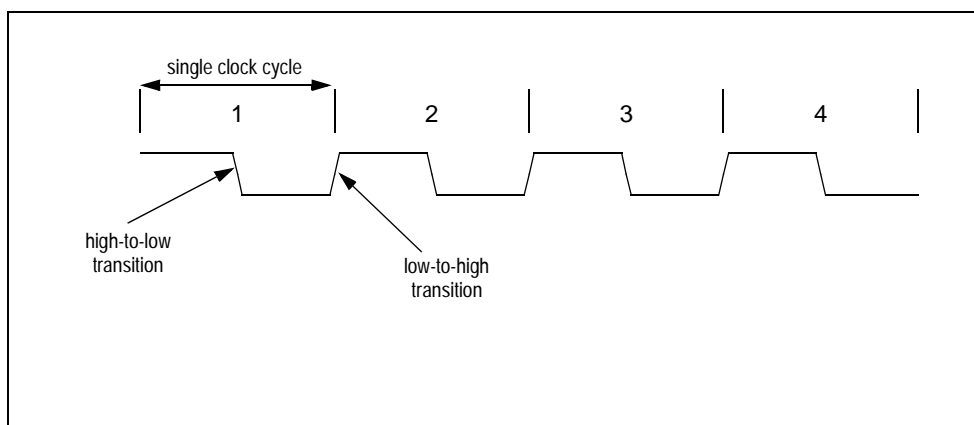 single clock cycle
1
2
3
4
high-to-low
transition
low-to-high
transition